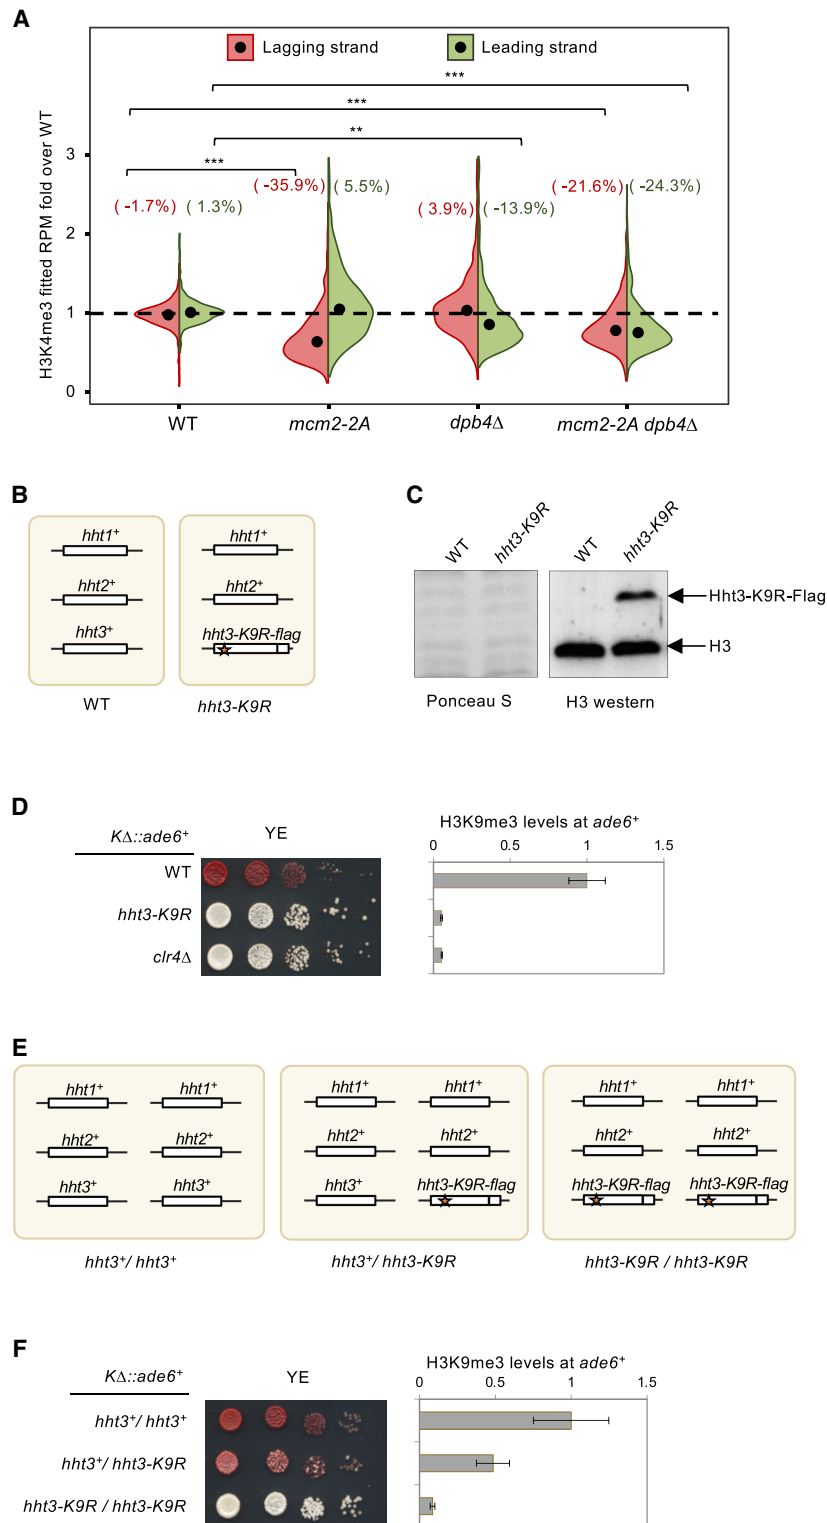 A
Lagging strand
Leading strand
***
***
**
***
H3K4me3 fitted RPM fold over WT
3
2
1
0
( -1.7%) ( 1.3%)
( -35.9%) ( 5.5%)
( 3.9%) ( -13.9%)
( -21.6%) ( -24.3%)
WT
mcm2-2A
dpb4Δ
mcm2-2A dpb4Δ
B
hht1+
hht2+
hht3+
WT
hht1+
hht2+
hht3-K9R-flag
hht3-K9R
C
WT
hht3-K9R
WT
hht3-K9R
Hht3-K9R-Flag
H3
Ponceau S
H3 western
D
KΔ::ade6+
YE
WT
hht3-K9R
clr4Δ
H3K9me3 levels at ade6+
0 0.5 1 1.5
E
hht1+ hht1+
hht2+ hht2+
hht3+ hht3+
hht3+/ hht3+
hht1+ hht1+
hht2+ hht2+
hht3+ hht3-K9R-flag
hht3+/ hht3-K9R
hht1+ hht1+
hht2+ hht2+
hht3-K9R-flag hht3-K9R-flag
hht3-K9R / hht3-K9R
F
KΔ::ade6+
YE
hht3+/ hht3+
hht3+/ hht3-K9R
hht3-K9R / hht3-K9R
H3K9me3 levels at ade6+
0 0.5 1 1.5